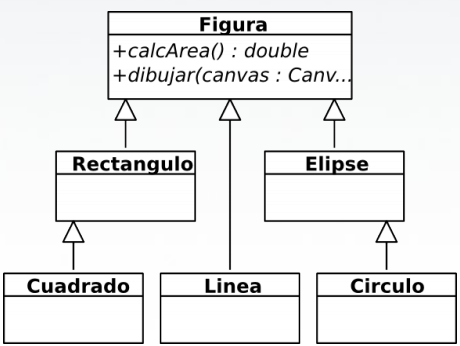 Figura
+calcArea() : double
+dibujar(canvas : Canv...
Rectangulo
Elipse
Cuadrado
Linea
Circulo